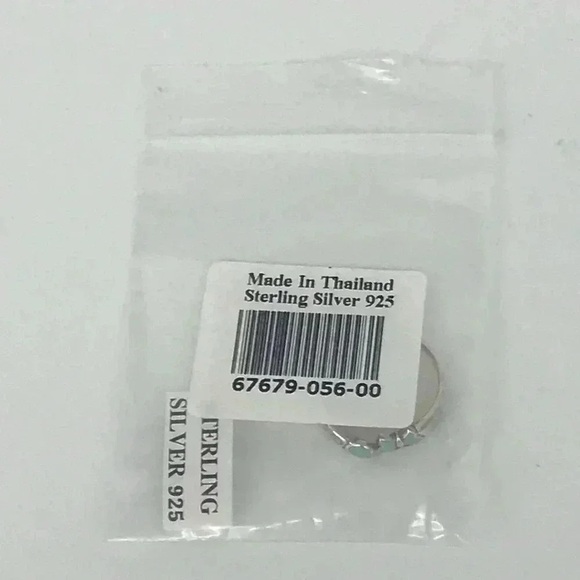 Made In Thailand
Sterling Silver 925
67679-056-00
TERLING
SILVER 925